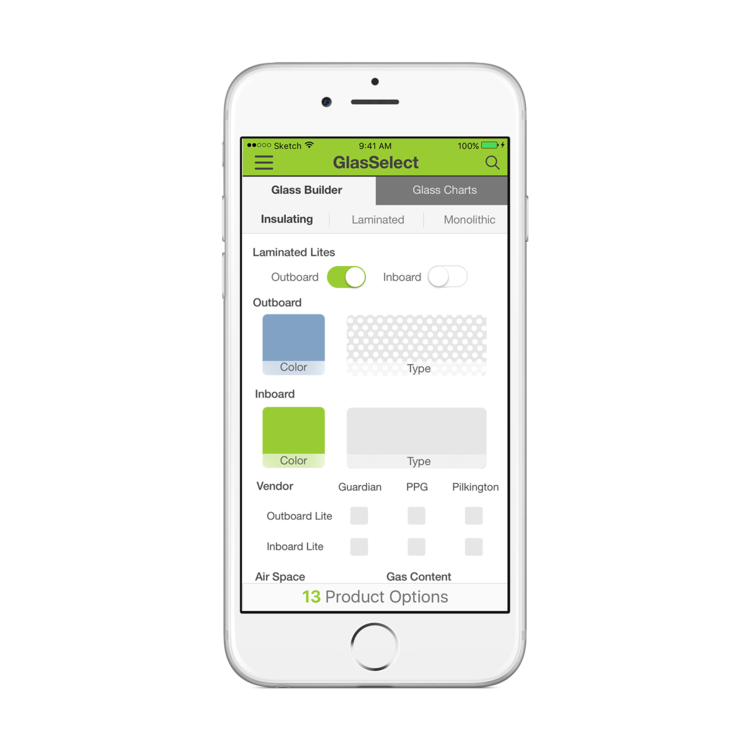 Sketch 9:41 AM 100%
GlasSelect
Glass Builder Glass Charts
Insulating Laminated Monolithic
Laminated Lites
Outboard Inboard
Outboard
Color Type
Inboard
Color Type
Vendor Guardian PPG Pilkington
Outboard Lite
Inboard Lite
Air Space Gas Content
13 Product Options